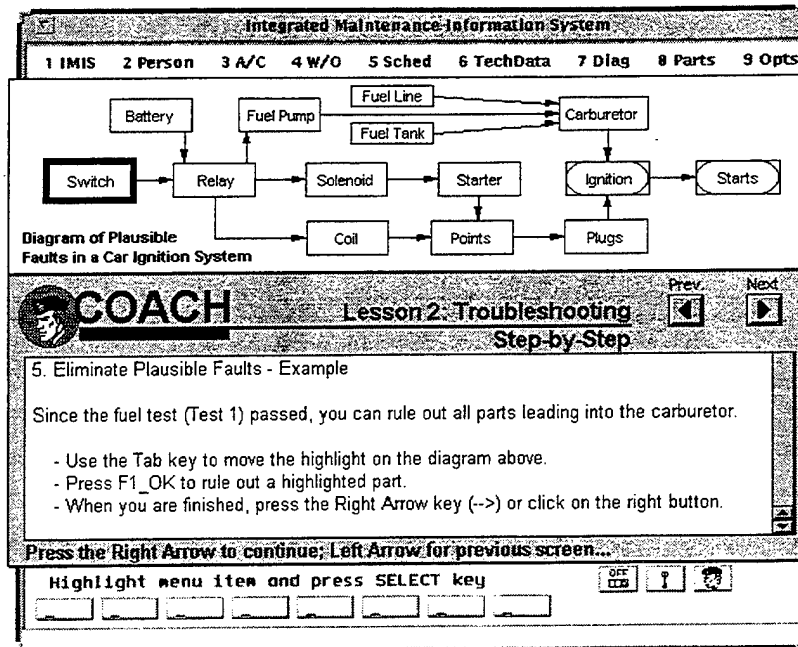 Integrated Maintenance Information System
1 IMIS 2 Person 3 A/C 4 W/O 5 Sched 6 TechData 7 Diag 8 Parts 9 Opts
Fuel Line
Battery Fuel Pump Carburetor
Fuel Tank
Switch Relay Solenoid Starter Ignition Starts
Coil Points Plugs
Diagram of Plausible
Faults in a Car Ignition System
Prev. Next
COACH
Lesson 2: Troubleshooting
Step-by-Step
5. Eliminate Plausible Faults - Example
Since the fuel test (Test 1) passed, you can rule out all parts leading into the carburetor.
- Use the Tab key to move the highlight on the diagram above.
- Press F1_OK to rule out a highlighted part.
- When you are finished, press the Right Arrow key (-->) or click on the right button.
Press the Right Arrow to continue; Left Arrow for previous screen...
Highlight menu item and press SELECT key
OFF